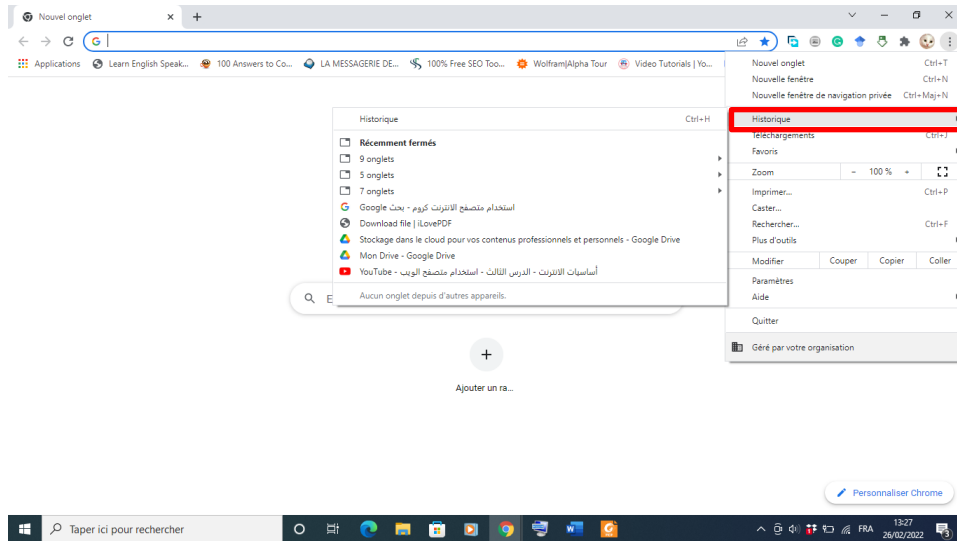 Nouvel onglet
G
Applications
Learn English Speak...
100 Answers to Co...
LA MESSAGERIE DE...
100% Free SEO Too...
Wolfram|Alpha Tour
Video Tutorials | Yo...
Nouvel onglet Ctrl+T
Nouvelle fenêtre Ctrl+N
Nouvelle fenêtre de navigation privée Ctrl+Maj+N
Historique
Téléchargements Ctrl+J
Favoris
Zoom - 100 % +
Imprimer... Ctrl+P
Caster...
Rechercher... Ctrl+F
Plus d'outils
Modifier Couper Copier Coller
Paramètres
Aide
Quitter
Géré par votre organisation
Historique Ctrl+H
Récemment fermés
9 onglets
5 onglets
7 onglets
استخدام متصفح الانترنت كروم - بحث Google
Download file | iLovePDF
Stockage dans le cloud pour vos contenus professionnels et personnels - Google Drive
Mon Drive - Google Drive
أساسيات الانترنت - الدرس الثالث - استخدام متصفح الويب - YouTube
Aucun onglet depuis d'autres appareils.
Ajouter un ra...
Personnaliser Chrome
Taper ici pour rechercher
FRA
13:27
26/02/2022
3